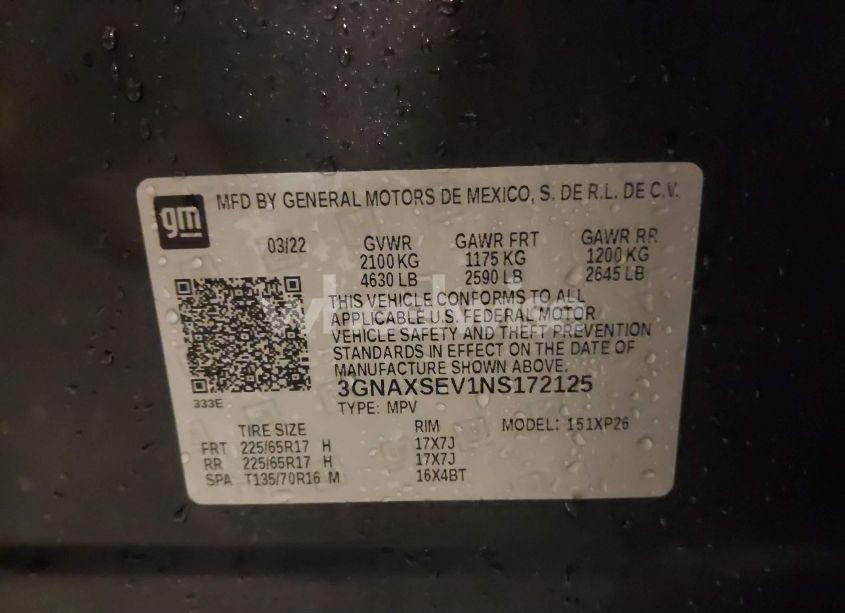 gm MFD BY GENERAL MOTORS DE MEXICO, S. DE R.L. DE C.V.
03/22 GVWR GAWR FRT GAWR RR
2100 KG 1175 KG 1200 KG
4630 LB 2590 LB 2645 LB
THIS VEHICLE CONFORMS TO ALL
APPLICABLE U.S. FEDERAL MOTOR
VEHICLE SAFETY AND THEFT PREVENTION
STANDARDS IN EFFECT ON THE DATE OF
MANUFACTURE SHOWN ABOVE.
333E 3GNAXSEV1NS172125
TYPE: MPV
TIRE SIZE RIM MODEL: 151XP26
FRT 225/65R17 H 17X7J
RR 225/65R17 H 17X7J
SPA T135/70R16 M 16X4BT